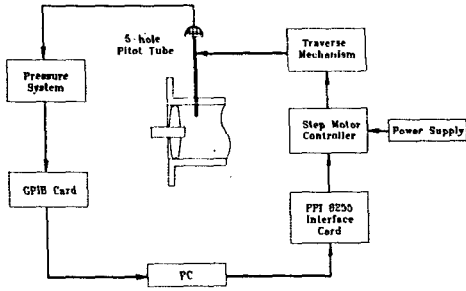 5-hole
Pitot Tube
Pressure
System
GPIB Card
PC
Traverse
Mechanism
Step Motor
Controller
Power Supply
PPI 8255
Interface
Card